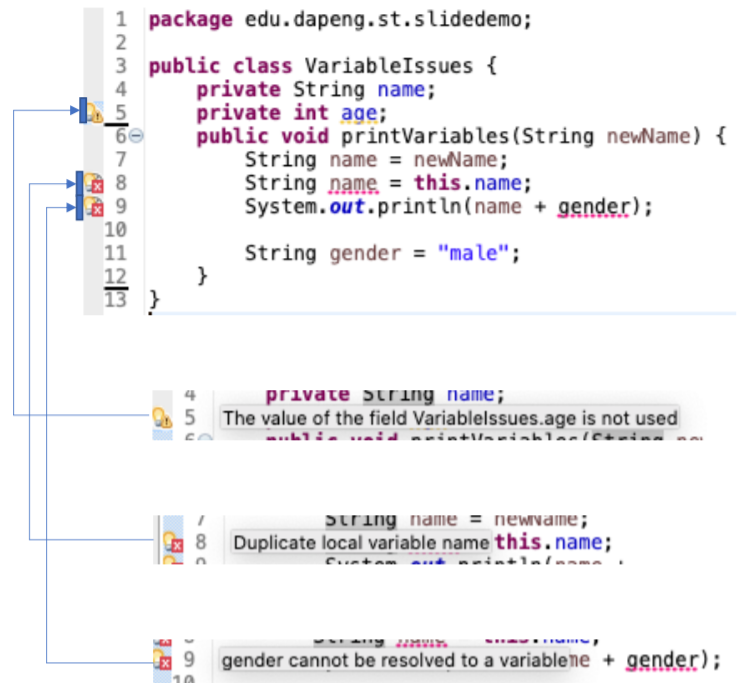 1 package edu.dapeng.st.slidedemo;
2
3 public class VariableIssues {
4 private String name;
5 private int age;
6 public void printVariables(String newName) {
7 String name = newName;
8 String name = this.name;
9 System.out.println(name + gender);
10
11 String gender = "male";
12 }
13 }
4 private String name;
5 The value of the field VariableIssues.age is not used
6 public void printVariables(String new
7 String name = newName;
8 Duplicate local variable name this.name;
9 System.out.println(name +
8 String name = this.name;
9 gender cannot be resolved to a variable me + gender);
10